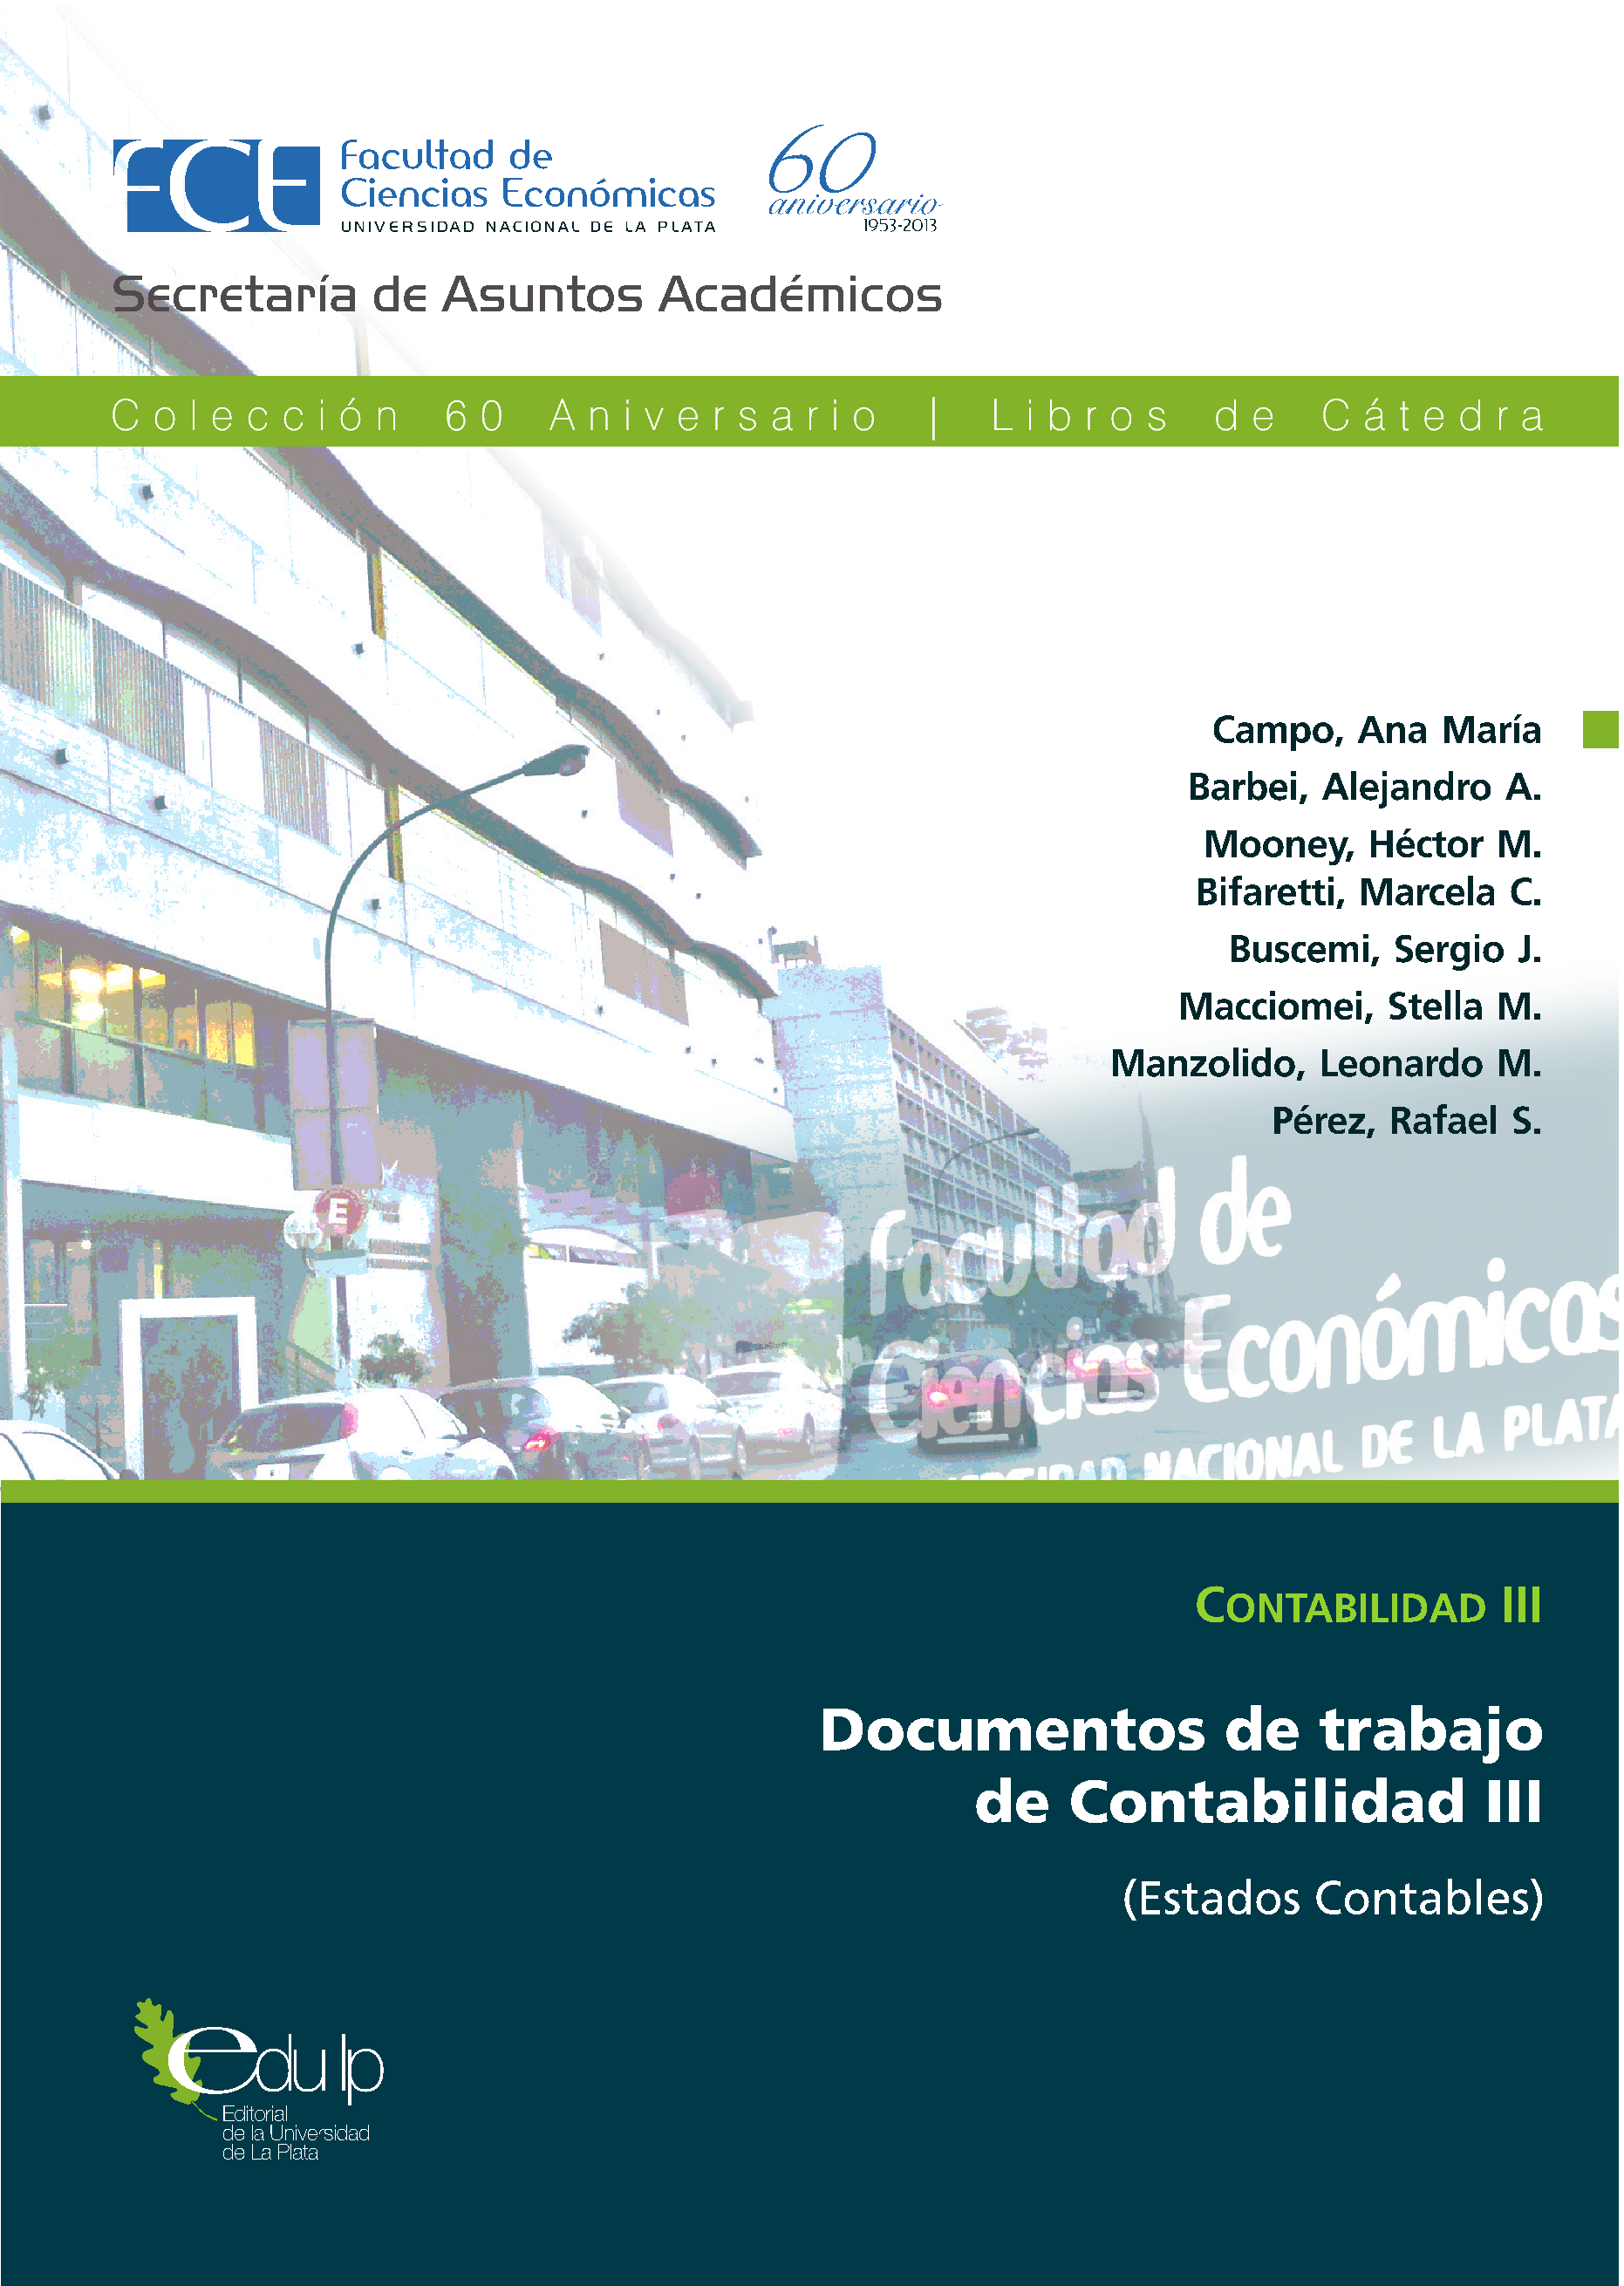 FCE
Facultad de
Ciencias Económicas
UNIVERSIDAD NACIONAL DE LA PLATA
60
aniversario
1953-2013
Secretaría de Asuntos Académicos
Colección 60 Aniversario | Libros de Cátedra
Campo, Ana María
Barbei, Alejandro A.
Mooney, Héctor M.
Bifaretti, Marcela C.
Buscemi, Sergio J.
Macciomei, Stella M.
Manzolido, Leonardo M.
Pérez, Rafael S.
E
Facultad de
Ciencias Económicas
NACIONAL DE LA PLATA
CONTABILIDAD III
Documentos de trabajo
de Contabilidad III
(Estados Contables)
edulp
Editorial
de la Universidad
de La Plata